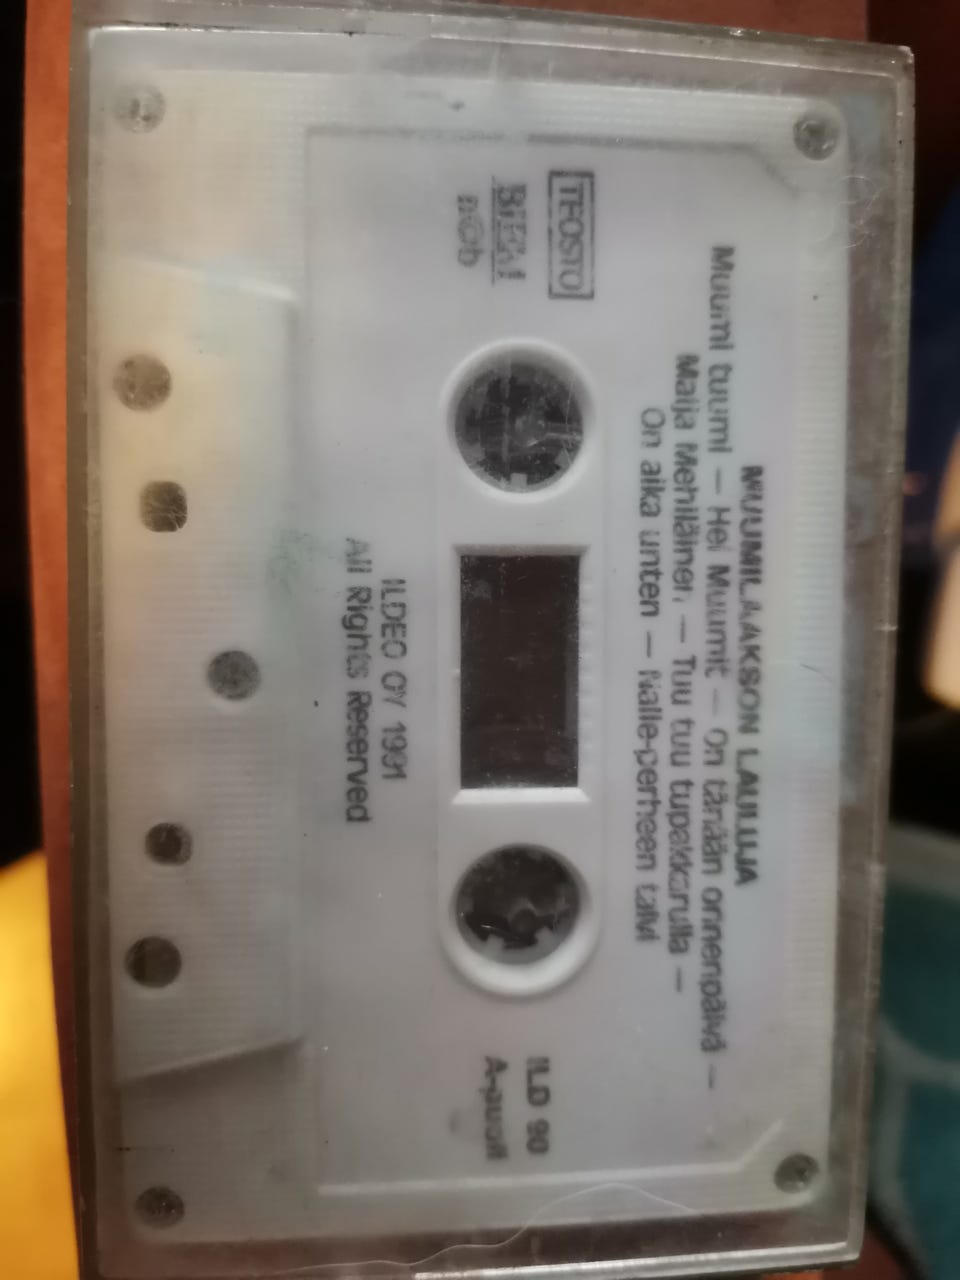 MUUMILAAKSON LAULUJA
Muumi tuumi – Hei Muumit – On tänään onnenpäivä –
Maija Mehiläinen – Tuu tuu tupakkarulla –
On aika unten – Nalle-perheen talvi
TEOSTO
BIEM
n©b
ILD 90
A-puoli
ILDEO OY 1991
All Rights Reserved